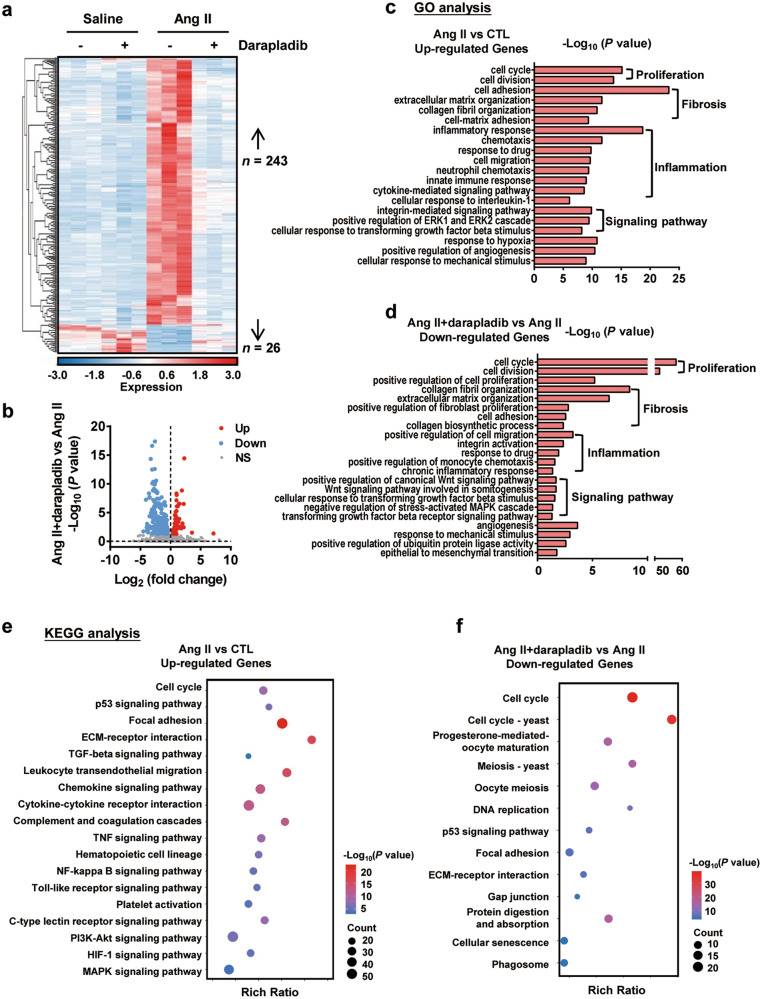 a
Saline
Ang II
- + - + Darapladib
n = 243
n = 26
-3.0 -1.8 -0.6 0.6 1.8 3.0
Expression
b
Ang II+darapladib vs Ang II
-Log10 (P value)
20
15
10
5
0
-10 -5 0 5 10
Log2 (fold change)
Up
Down
NS
c GO analysis
Ang II vs CTL
Up-regulated Genes
-Log10 (P value)
cell cycle
cell division
cell adhesion
extracellular matrix organization
collagen fibril organization
cell-matrix adhesion
inflammatory response
chemotaxis
response to drug
cell migration
neutrophil chemotaxis
innate immune response
cytokine-mediated signaling pathway
cellular response to interleukin-1
integrin-mediated signaling pathway
positive regulation of ERK1 and ERK2 cascade
cellular response to transforming growth factor beta stimulus
response to hypoxia
positive regulation of angiogenesis
cellular response to mechanical stimulus
Proliferation
Fibrosis
Inflammation
Signaling pathway
0 5 10 15 20 25
d
Ang II+darapladib vs Ang II
Down-regulated Genes
-Log10 (P value)
cell cycle
cell division
positive regulation of cell proliferation
collagen fibril organization
extracellular matrix organization
positive regulation of fibroblast proliferation
cell adhesion
collagen biosynthetic process
positive regulation of cell migration
integrin activation
response to drug
positive regulation of monocyte chemotaxis
chronic inflammatory response
positive regulation of canonical Wnt signaling pathway
Wnt signaling pathway involved in somitogenesis
cellular response to transforming growth factor beta stimulus
negative regulation of stress-activated MAPK cascade
transforming growth factor beta receptor signaling pathway
angiogenesis
response to mechanical stimulus
positive regulation of ubiquitin protein ligase activity
epithelial to mesenchymal transition
Proliferation
Fibrosis
Inflammation
Signaling pathway
0 5 10 50 60
e KEGG analysis
Ang II vs CTL
Up-regulated Genes
Cell cycle
p53 signaling pathway
Focal adhesion
ECM-receptor interaction
TGF-beta signaling pathway
Leukocyte transendothelial migration
Chemokine signaling pathway
Cytokine-cytokine receptor interaction
Complement and coagulation cascades
TNF signaling pathway
Hematopoietic cell lineage
NF-kappa B signaling pathway
Toll-like receptor signaling pathway
Platelet activation
C-type lectin receptor signaling pathway
PI3K-Akt signaling pathway
HIF-1 signaling pathway
MAPK signaling pathway
Rich Ratio
-Log10(P value)
20
15
10
5
Count
20
30
40
50
f
Ang II+darapladib vs Ang II
Down-regulated Genes
Cell cycle
Cell cycle - yeast
Progesterone-mediated-
oocyte maturation
Meiosis - yeast
Oocyte meiosis
DNA replication
p53 signaling pathway
Focal adhesion
ECM-receptor interaction
Gap junction
Protein digestion
and absorption
Cellular senescence
Phagosome
Rich Ratio
-Log10(P value)
30
20
10
Count
10
15
20